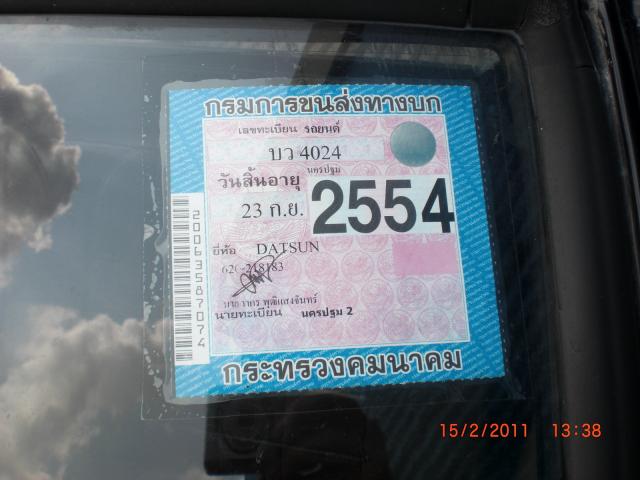 กรมการขนส่งทางบก
เลขทะเบียน รถยนต์
บว 4024
นครปฐม
วันสิ้นอายุ
23 ก.ย. 2554
ยี่ห้อ DATSUN
620-218183
นายทะเบียน นครปฐม 2
กระทรวงคมนาคม
20063587074
15/2/2011 13:38